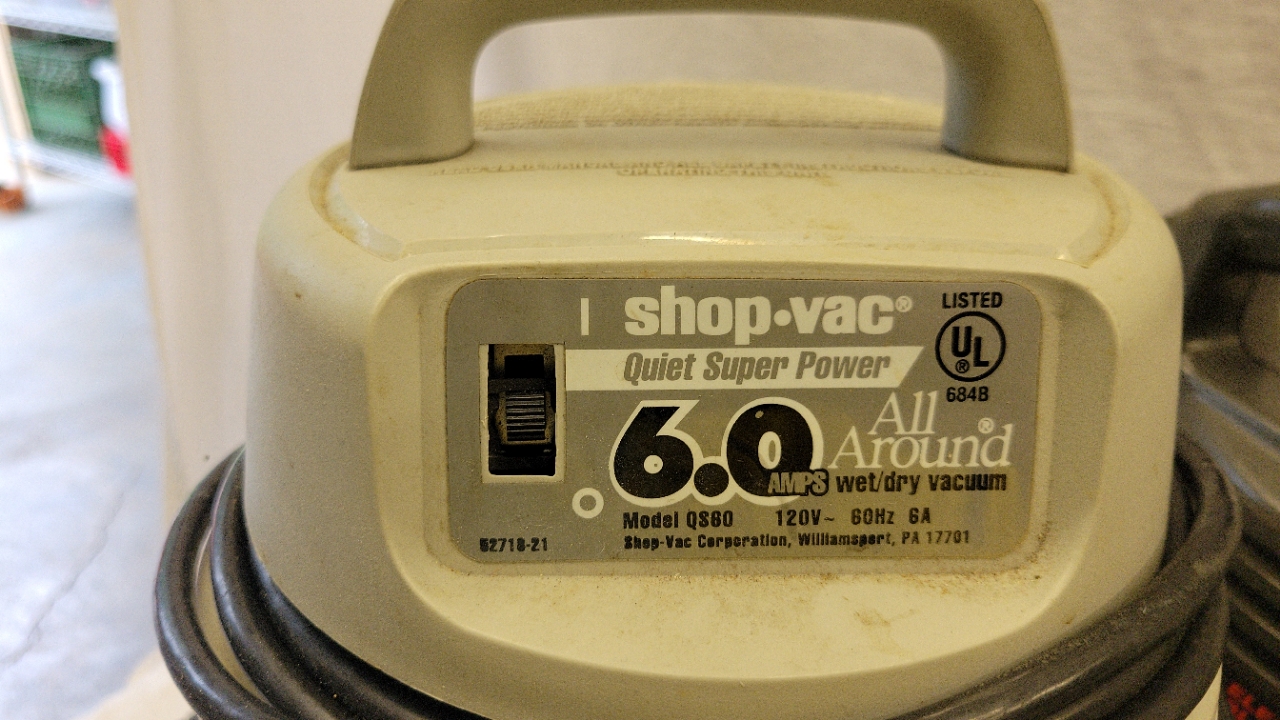 shop·vac®
Quiet Super Power
6.0
AMPS
All
Around®
wet/dry vacuum
Model QS60 120V~ 60Hz 6A
Shop-Vac Corporation, Williamsport, PA 17701
52718-21
LISTED
UL®
684B